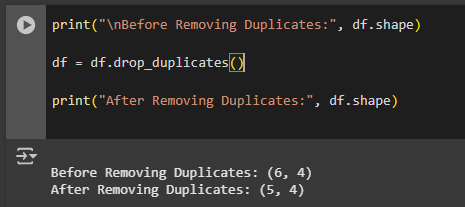 print("\nBefore Removing Duplicates:", df.shape)
df = df.drop_duplicates()
print("After Removing Duplicates:", df.shape)
Before Removing Duplicates: (6, 4)
After Removing Duplicates: (5, 4)